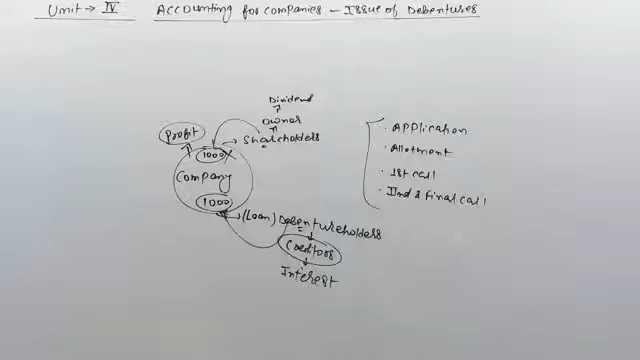 Unit → IV Accounting for Companies - Issue of Debentures
Dividend
owner
Profit
Shareholders
1000
Company
1000
(Loan) Debentureholders
Creditors
Interest
• Application
• Allotment
• 1st call
• IInd & Final call